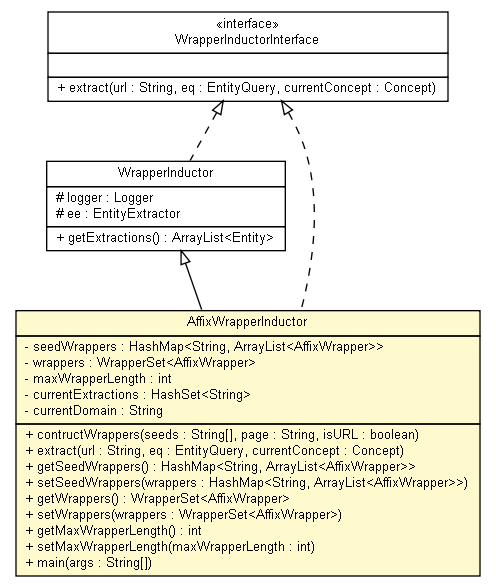 «interface»
WrapperInductorInterface
+ extract(url : String, eq : EntityQuery, currentConcept : Concept)
WrapperInductor
# logger : Logger
# ee : EntityExtractor
+ getExtractions() : ArrayList<Entity>
AffixWrapperInductor
- seedWrappers : HashMap<String, ArrayList<AffixWrapper>>
- wrappers : WrapperSet<AffixWrapper>
- maxWrapperLength : int
- currentExtractions : HashSet<String>
- currentDomain : String
+ contructWrappers(seeds : String[], page : String, isURL : boolean)
+ extract(url : String, eq : EntityQuery, currentConcept : Concept)
+ getSeedWrappers() : HashMap<String, ArrayList<AffixWrapper>>
+ setSeedWrappers(wrappers : HashMap<String, ArrayList<AffixWrapper>>)
+ getWrappers() : WrapperSet<AffixWrapper>
+ setWrappers(wrappers : WrapperSet<AffixWrapper>)
+ getMaxWrapperLength() : int
+ setMaxWrapperLength(maxWrapperLength : int)
+ main(args : String[])